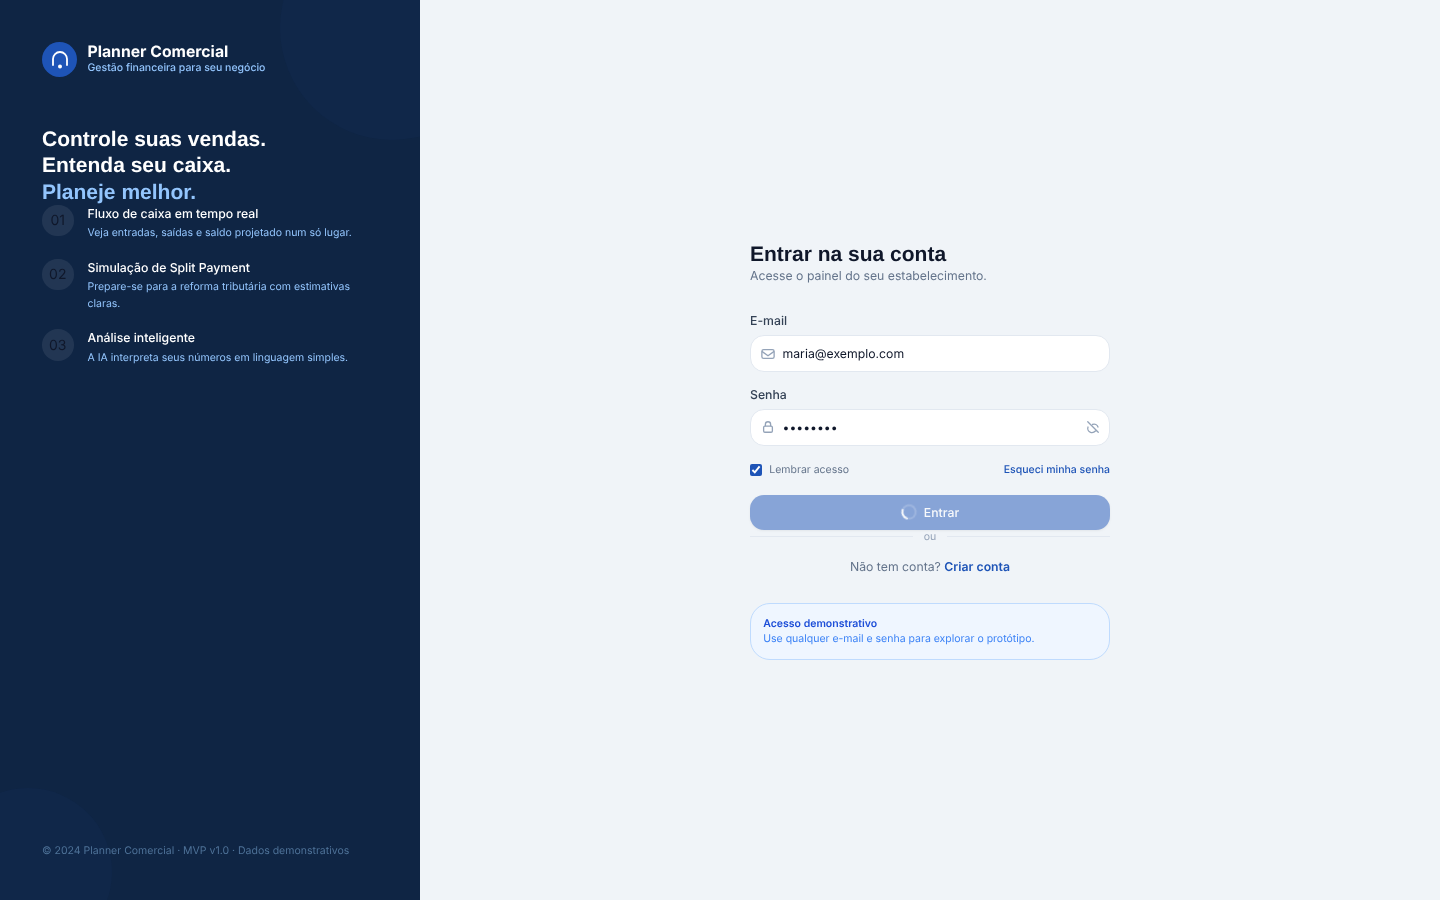 Planner Comercial
Gestão financeira para seu negócio
Controle suas vendas.
Entenda seu caixa.
Planeje melhor.
01
Fluxo de caixa em tempo real
Veja entradas, saídas e saldo projetado num só lugar.
02
Simulação de Split Payment
Prepare-se para a reforma tributária com estimativas
claras.
03
Análise inteligente
A IA interpreta seus números em linguagem simples.
© 2024 Planner Comercial · MVP v1.0 · Dados demonstrativos
Entrar na sua conta
Acesse o painel do seu estabelecimento.
E-mail
maria@exemplo.com
Senha
••••••••
Lembrar acesso
Esqueci minha senha
Entrar
ou
Não tem conta? Criar conta
Acesso demonstrativo
Use qualquer e-mail e senha para explorar o protótipo.